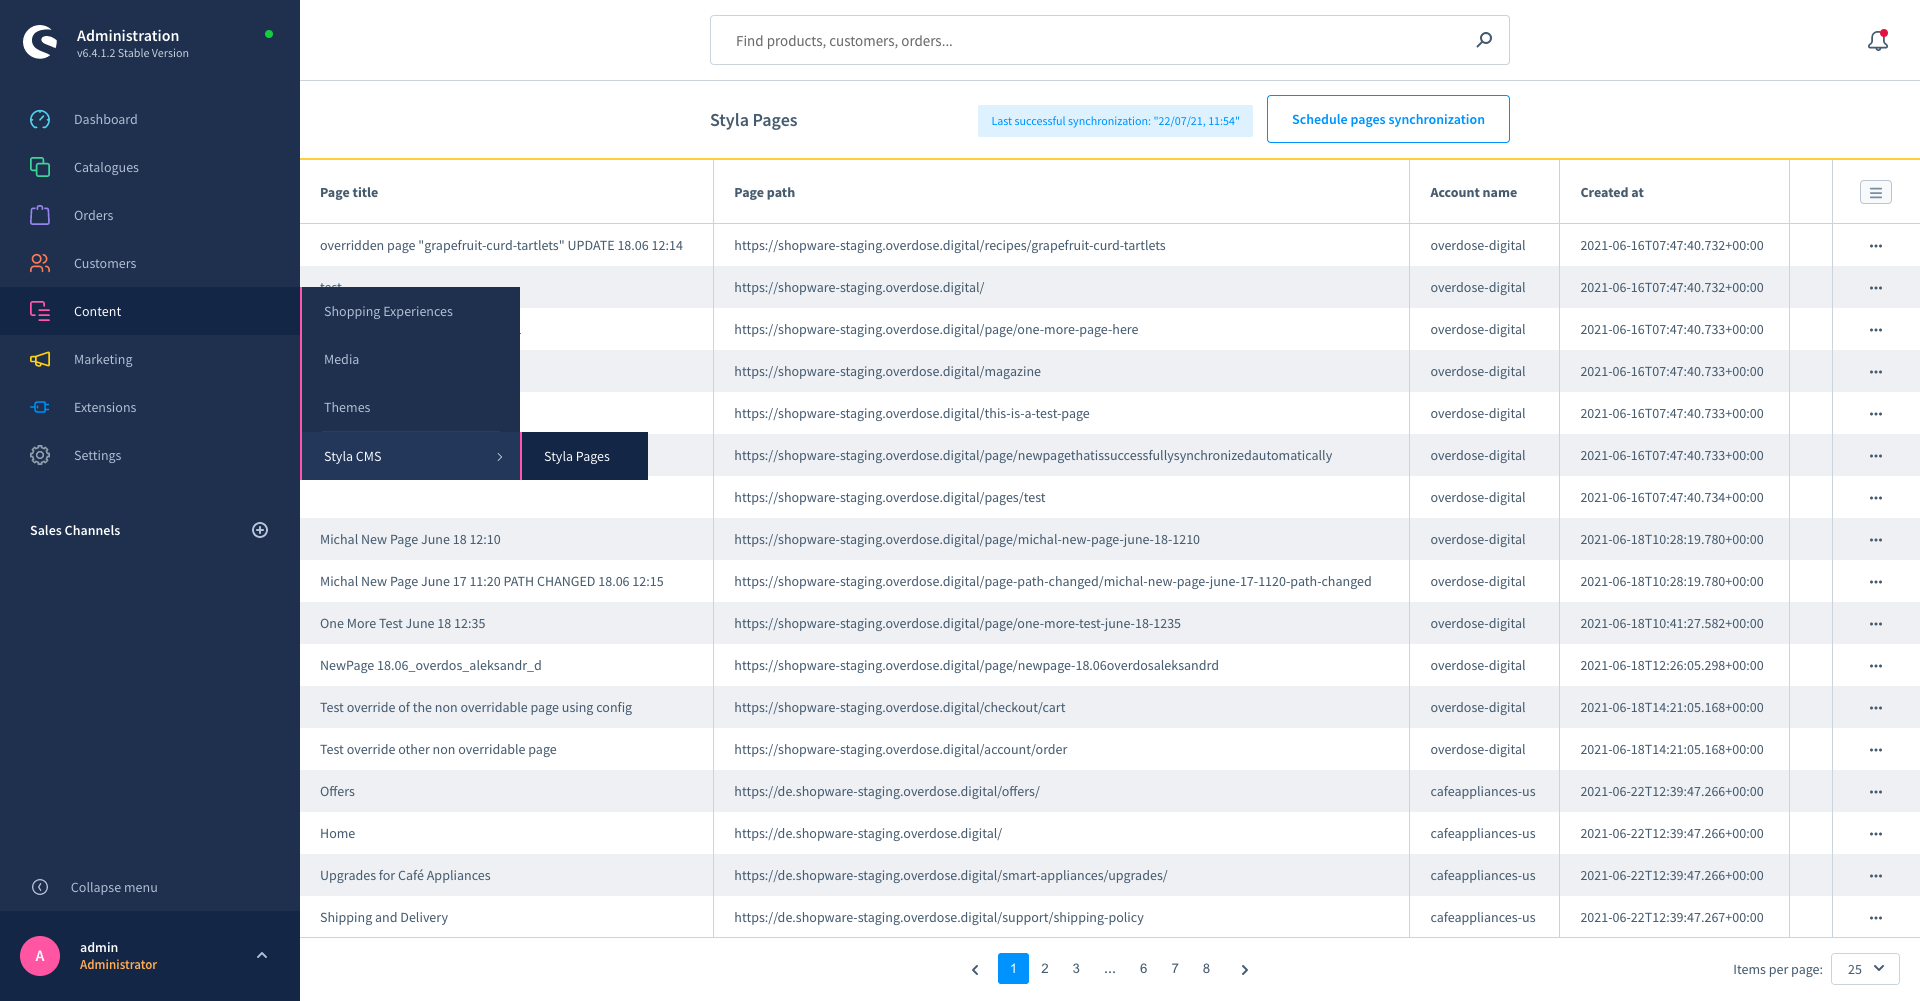 Administration
v6.4.1.2 Stable Version
Find products, customers, orders...
Dashboard
Catalogues
Orders
Customers
Content
Marketing
Extensions
Settings
Sales Channels
Collapse menu
A
admin
Administrator
Shopping Experiences
Media
Themes
Styla CMS
Styla Pages
Styla Pages
Last successful synchronization: "22/07/21, 11:54"
Schedule pages synchronization
Page title Page path Account name Created at
overridden page "grapefruit-curd-tartlets" UPDATE 18.06 12:14 https://shopware-staging.overdose.digital/recipes/grapefruit-curd-tartlets overdose-digital 2021-06-16T07:47:40.732+00:00 ...
https://shopware-staging.overdose.digital/ overdose-digital 2021-06-16T07:47:40.732+00:00 ...
https://shopware-staging.overdose.digital/page/one-more-page-here overdose-digital 2021-06-16T07:47:40.733+00:00 ...
https://shopware-staging.overdose.digital/magazine overdose-digital 2021-06-16T07:47:40.733+00:00 ...
https://shopware-staging.overdose.digital/this-is-a-test-page overdose-digital 2021-06-16T07:47:40.733+00:00 ...
https://shopware-staging.overdose.digital/page/newpagethatissuccessfullysynchronizedautomatically overdose-digital 2021-06-16T07:47:40.733+00:00 ...
https://shopware-staging.overdose.digital/pages/test overdose-digital 2021-06-16T07:47:40.734+00:00 ...
Michal New Page June 18 12:10 https://shopware-staging.overdose.digital/page/michal-new-page-june-18-1210 overdose-digital 2021-06-18T10:28:19.780+00:00 ...
Michal New Page June 17 11:20 PATH CHANGED 18.06 12:15 https://shopware-staging.overdose.digital/page-path-changed/michal-new-page-june-17-1120-path-changed overdose-digital 2021-06-18T10:28:19.780+00:00 ...
One More Test June 18 12:35 https://shopware-staging.overdose.digital/page/one-more-test-june-18-1235 overdose-digital 2021-06-18T10:41:27.582+00:00 ...
NewPage 18.06_overdos_aleksandr_d https://shopware-staging.overdose.digital/page/newpage-18.06overdosaleksandrd overdose-digital 2021-06-18T12:26:05.298+00:00 ...
Test override of the non overridable page using config https://shopware-staging.overdose.digital/checkout/cart overdose-digital 2021-06-18T14:21:05.168+00:00 ...
Test override other non overridable page https://shopware-staging.overdose.digital/account/order overdose-digital 2021-06-18T14:21:05.168+00:00 ...
Offers https://de.shopware-staging.overdose.digital/offers/ cafeappliances-us 2021-06-22T12:39:47.266+00:00 ...
Home https://de.shopware-staging.overdose.digital/ cafeappliances-us 2021-06-22T12:39:47.266+00:00 ...
Upgrades for Café Appliances https://de.shopware-staging.overdose.digital/smart-appliances/upgrades/ cafeappliances-us 2021-06-22T12:39:47.266+00:00 ...
Shipping and Delivery https://de.shopware-staging.overdose.digital/support/shipping-policy cafeappliances-us 2021-06-22T12:39:47.267+00:00 ...
1 2 3 ... 6 7 8
Items per page: 25